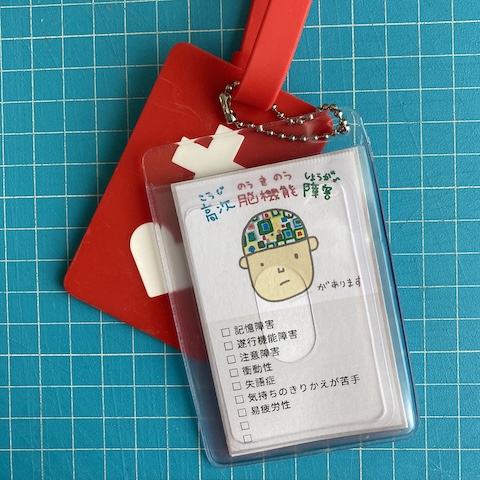 こうじ のう き のう しょうがい
高次 脳機能 障害
があります
□ 記憶障害
□ 遂行機能障害
□ 注意障害
□ 衝動性
□ 失語症
□ 気持ちのきりかえが苦手
□ 易疲労性
□
□